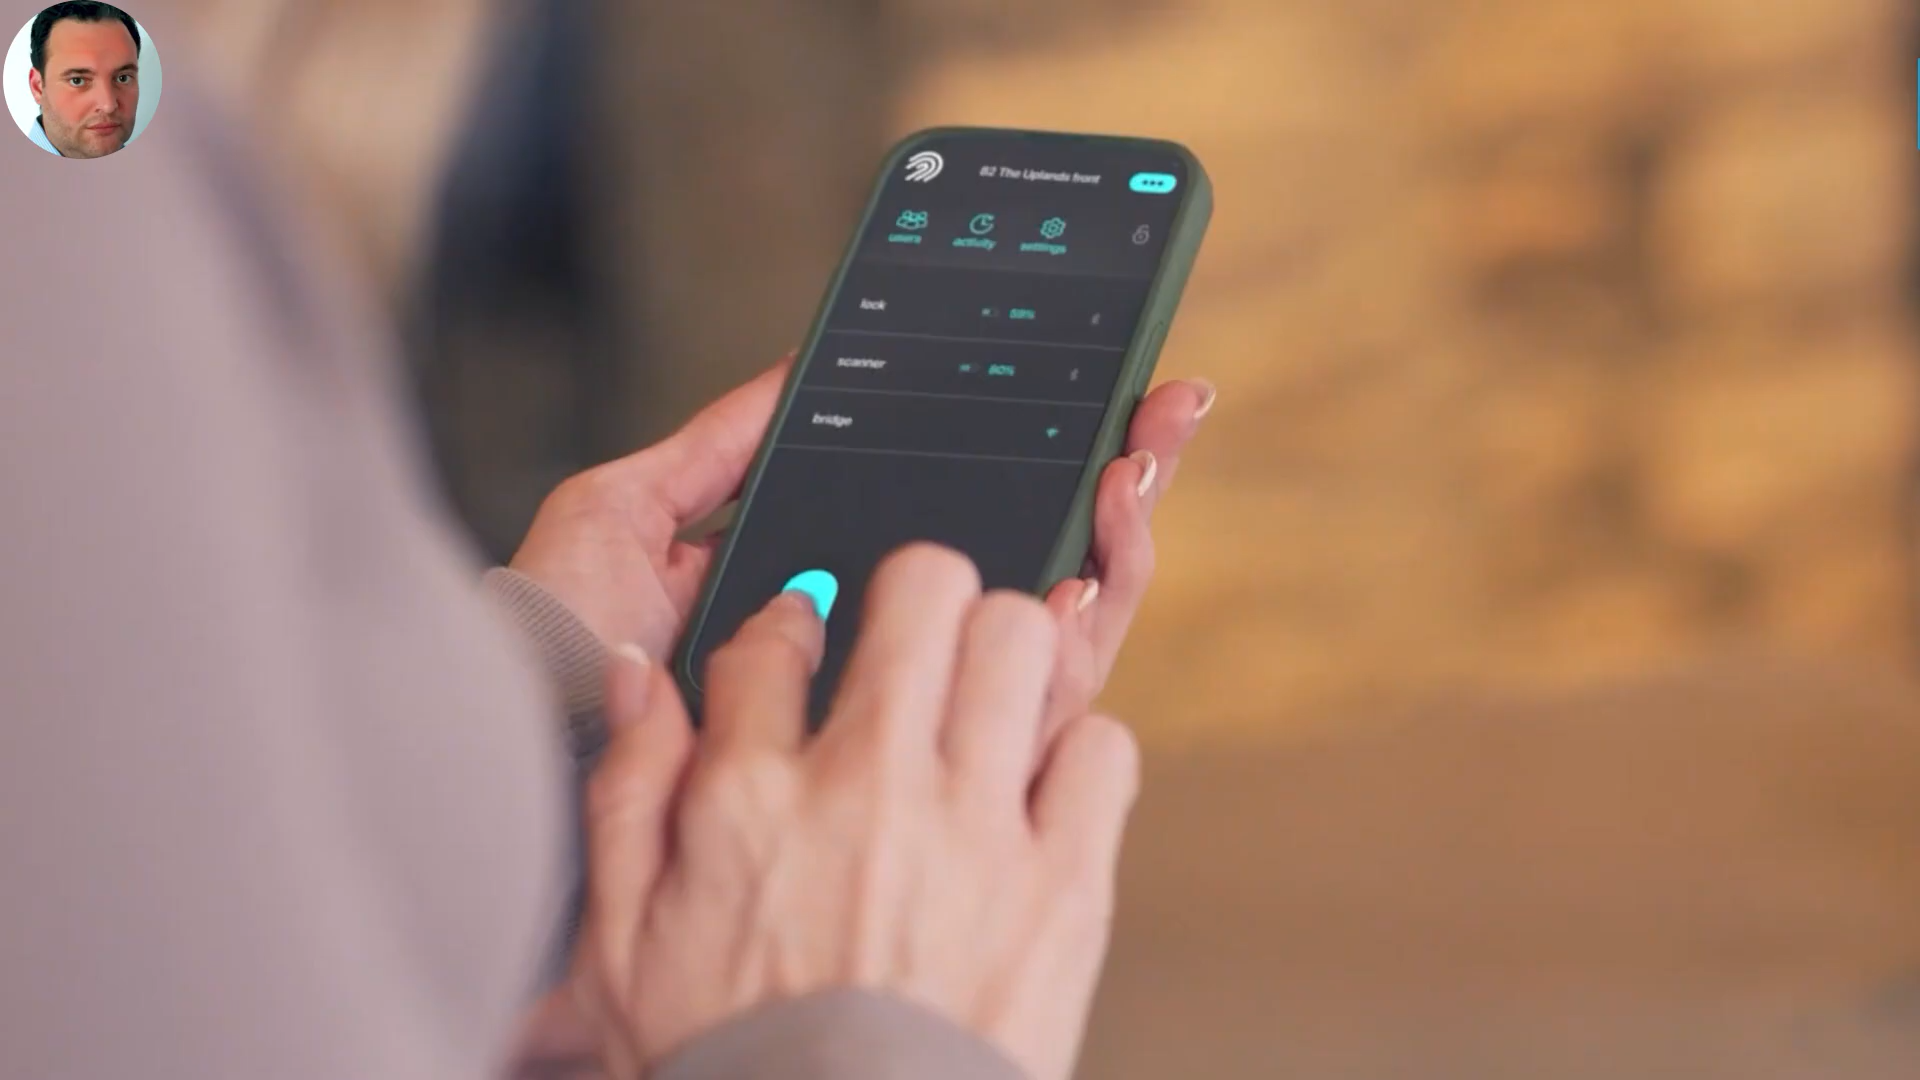 82 The Uplands front
users activity settings
lock 59%
scanner 80%
bridge